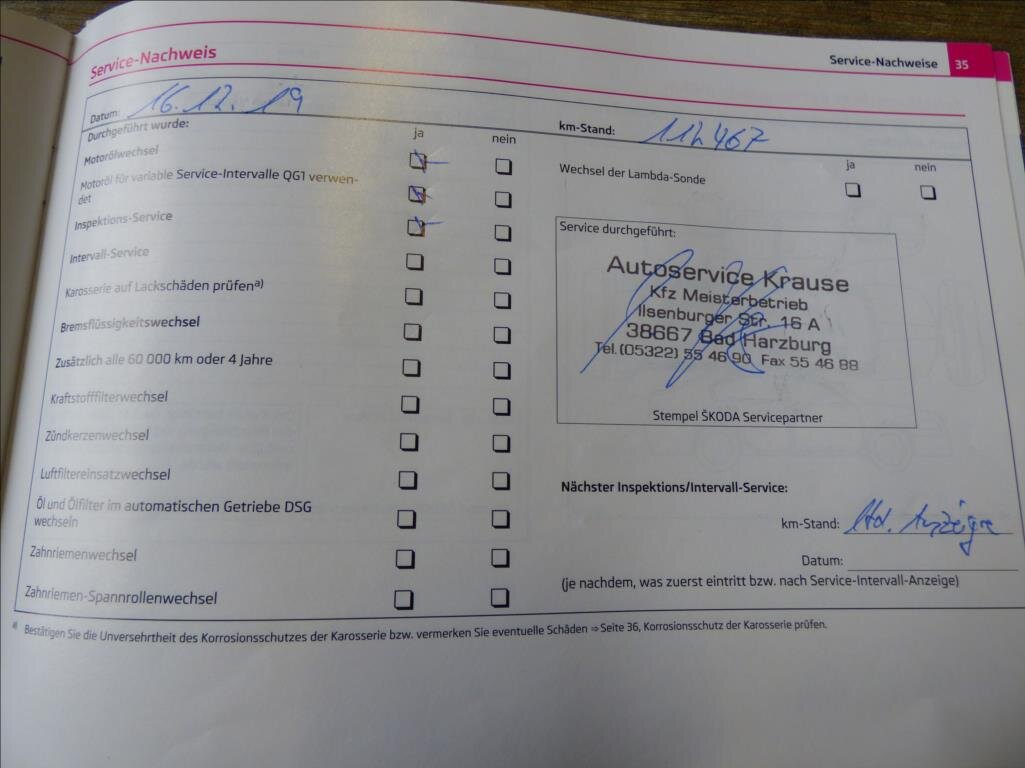 Service-Nachweise 35
Service-Nachweis
Datum: 16.12.19
km-Stand: 112 467
Durchgeführt wurde:
ja nein
Motorölwechsel
Motoröl für variable Service-Intervalle QG1 verwen-
det
Inspektions-Service
Intervall-Service
Karosserie auf Lackschäden prüfena)
Bremsflüssigkeitswechsel
Zusätzlich alle 60 000 km oder 4 Jahre
Kraftstofffilterwechsel
Zündkerzenwechsel
Luftfiltereinsatzwechsel
Öl und Ölfilter im automatischen Getriebe DSG
wechseln
Zahnriemenwechsel
Zahnriemen-Spannrollenwechsel
ja nein
Wechsel der Lambda-Sonde
Service durchgeführt:
Autoservice Krause
Kfz Meisterbetrieb
Ilsenburger Str. 16 A
38667 Bad Harzburg
Tel. (05322) 55 46 90 Fax 55 46 88
Stempel ŠKODA Servicepartner
Nächster Inspektions/Intervall-Service:
km-Stand: Anzeige
Datum:
(je nachdem, was zuerst eintritt bzw. nach Service-Intervall-Anzeige)
a) Bestätigen Sie die Unversehrtheit des Korrosionsschutzes der Karosserie bzw. vermerken Sie eventuelle Schäden ⇒ Seite 36, Korrosionsschutz der Karosserie prüfen.